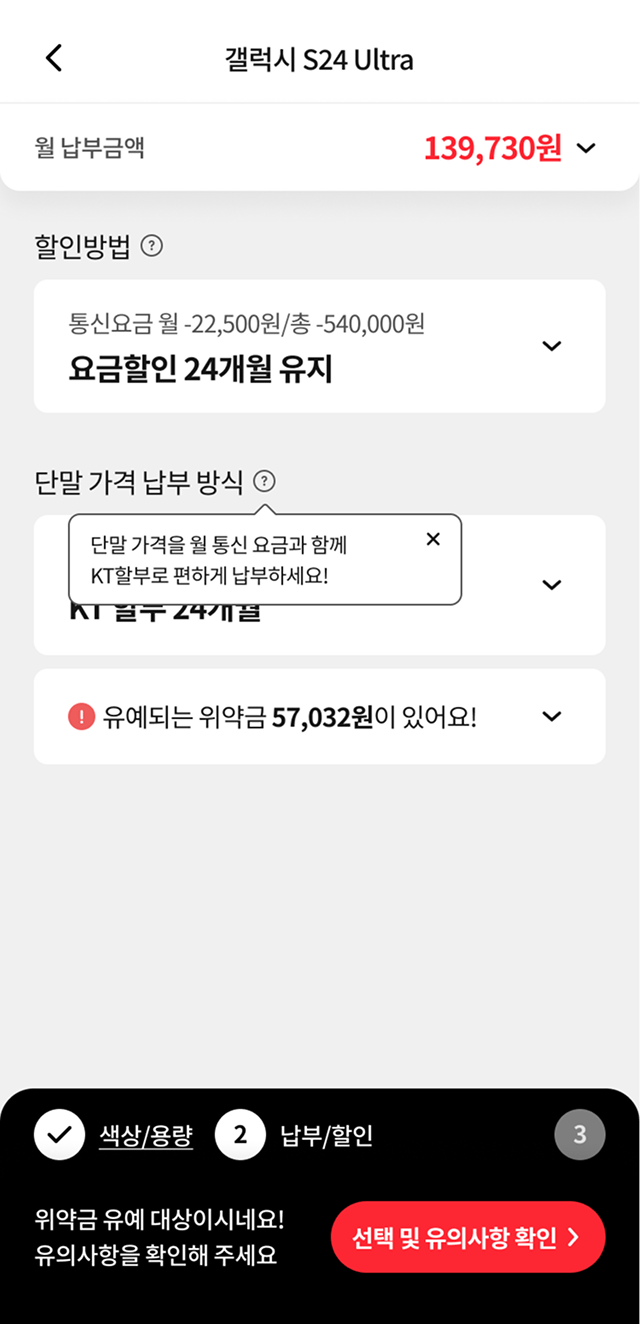 갤럭시 S24 Ultra
월 납부금액 139,730원
할인방법 ?
통신요금 월 -22,500원/총 -540,000원
요금할인 24개월 유지
단말 가격 납부 방식 ?
단말 가격을 월 통신 요금과 함께
KT할부로 편하게 납부하세요!
KT 할부 24개월
유예되는 위약금 57,032원이 있어요!
색상/용량 2 납부/할인 3
위약금 유예 대상이시네요!
유의사항을 확인해 주세요
선택 및 유의사항 확인